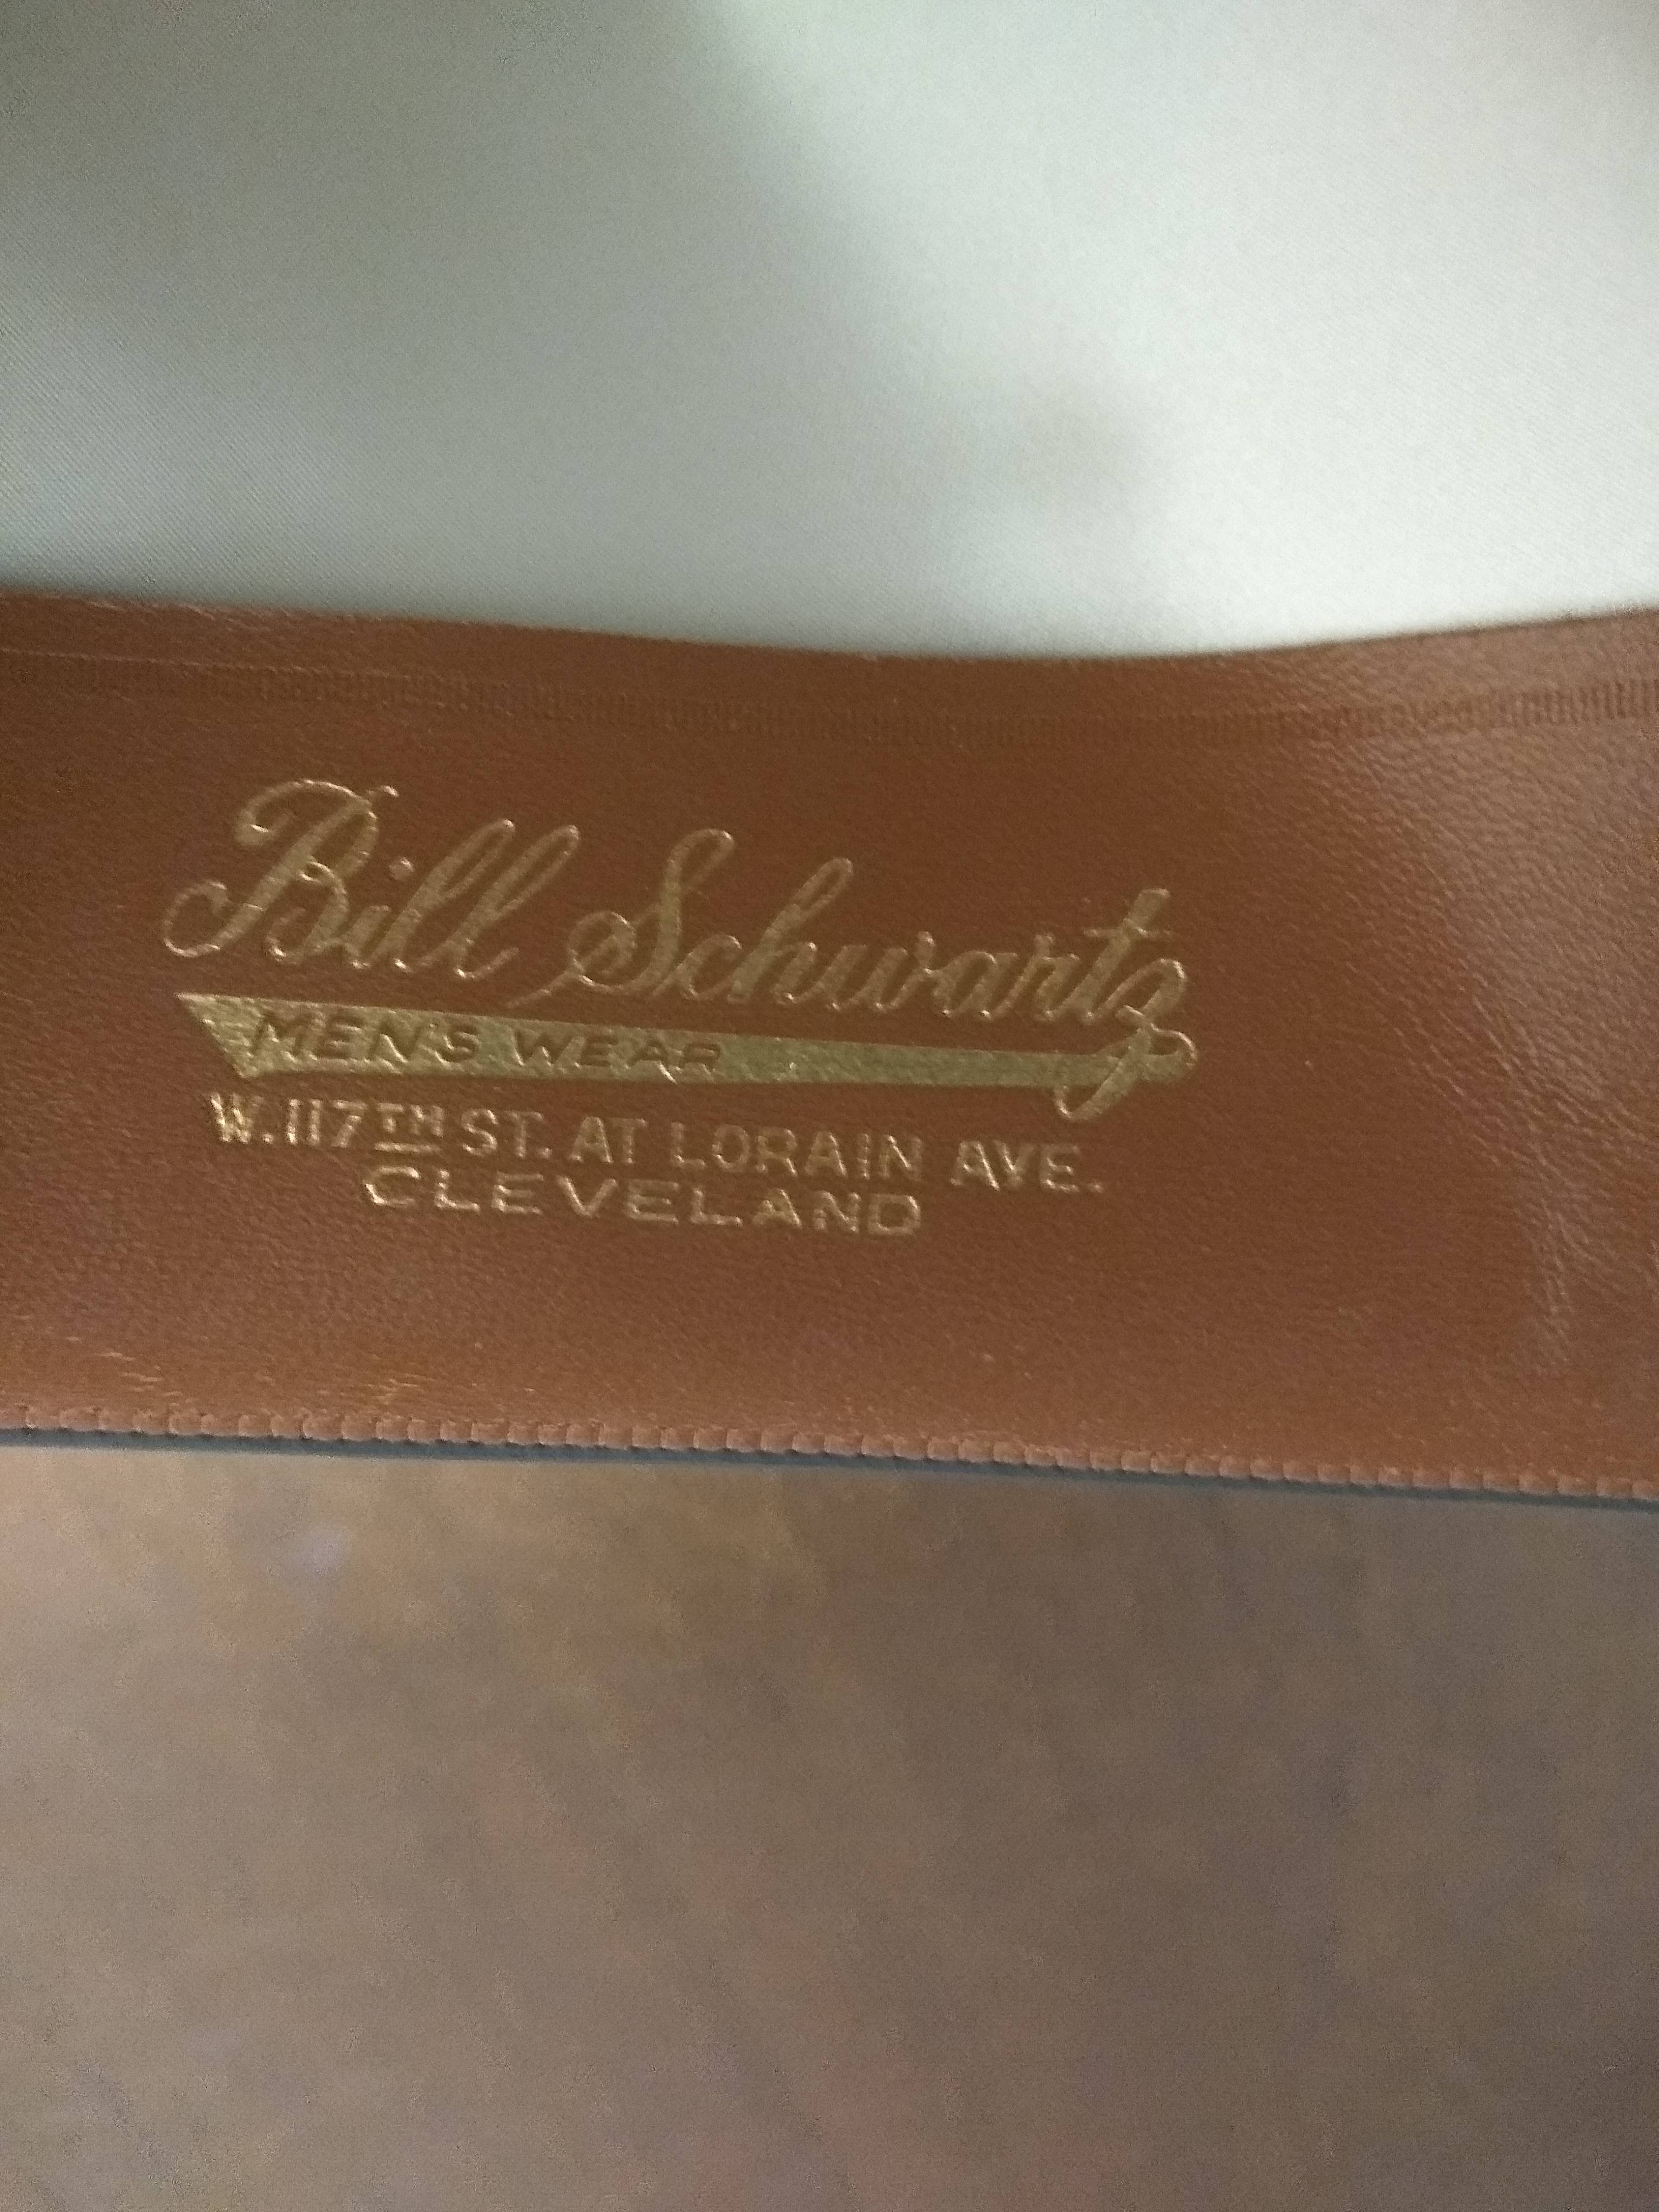 Bill Schwartz
MEN'S WEAR
W. 117TH ST. AT LORAIN AVE.
CLEVELAND